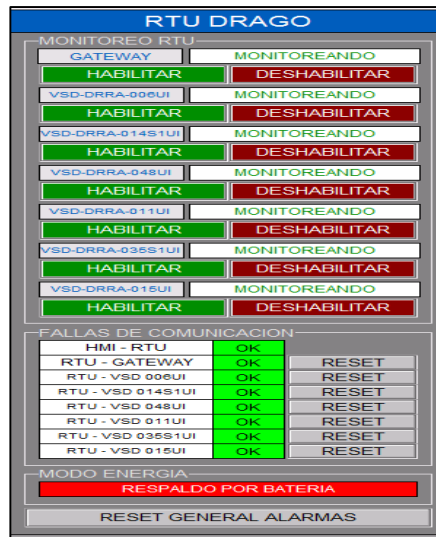 RTU DRAGO
MONITOREO RTU
GATEWAY MONITOREANDO
HABILITAR DESHABILITAR
VSD-DRRA-006UI MONITOREANDO
HABILITAR DESHABILITAR
VSD-DRRA-014S1UI MONITOREANDO
HABILITAR DESHABILITAR
VSD-DRRA-048UI MONITOREANDO
HABILITAR DESHABILITAR
VSD-DRRA-011UI MONITOREANDO
HABILITAR DESHABILITAR
VSD-DRRA-035S1UI MONITOREANDO
HABILITAR DESHABILITAR
VSD-DRRA-015UI MONITOREANDO
HABILITAR DESHABILITAR
FALLAS DE COMUNICACION
HMI - RTU OK
RTU - GATEWAY OK RESET
RTU - VSD 006UI OK RESET
RTU - VSD 014S1UI OK RESET
RTU - VSD 048UI OK RESET
RTU - VSD 011UI OK RESET
RTU - VSD 035S1UI OK RESET
RTU - VSD 015UI OK RESET
MODO ENERGIA
RESPALDO POR BATERIA
RESET GENERAL ALARMAS